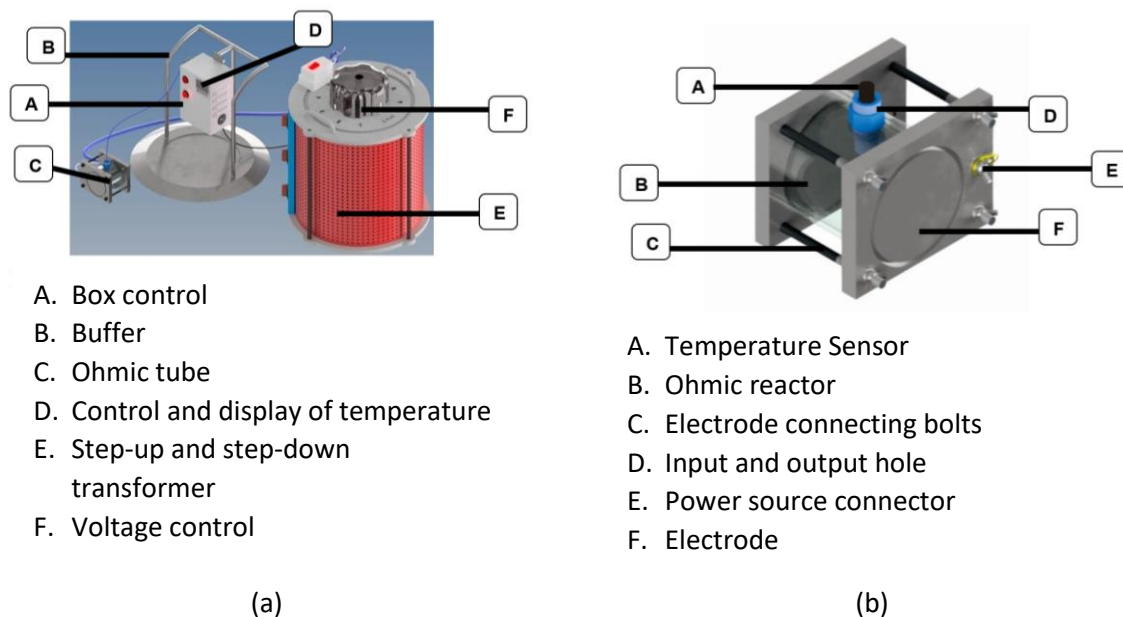 B
D
A
F
C
E
A
D
B
E
C
F
A. Box control
B. Buffer
C. Ohmic tube
D. Control and display of temperature
E. Step-up and step-down
transformer
F. Voltage control
(a)
A. Temperature Sensor
B. Ohmic reactor
C. Electrode connecting bolts
D. Input and output hole
E. Power source connector
F. Electrode
(b)